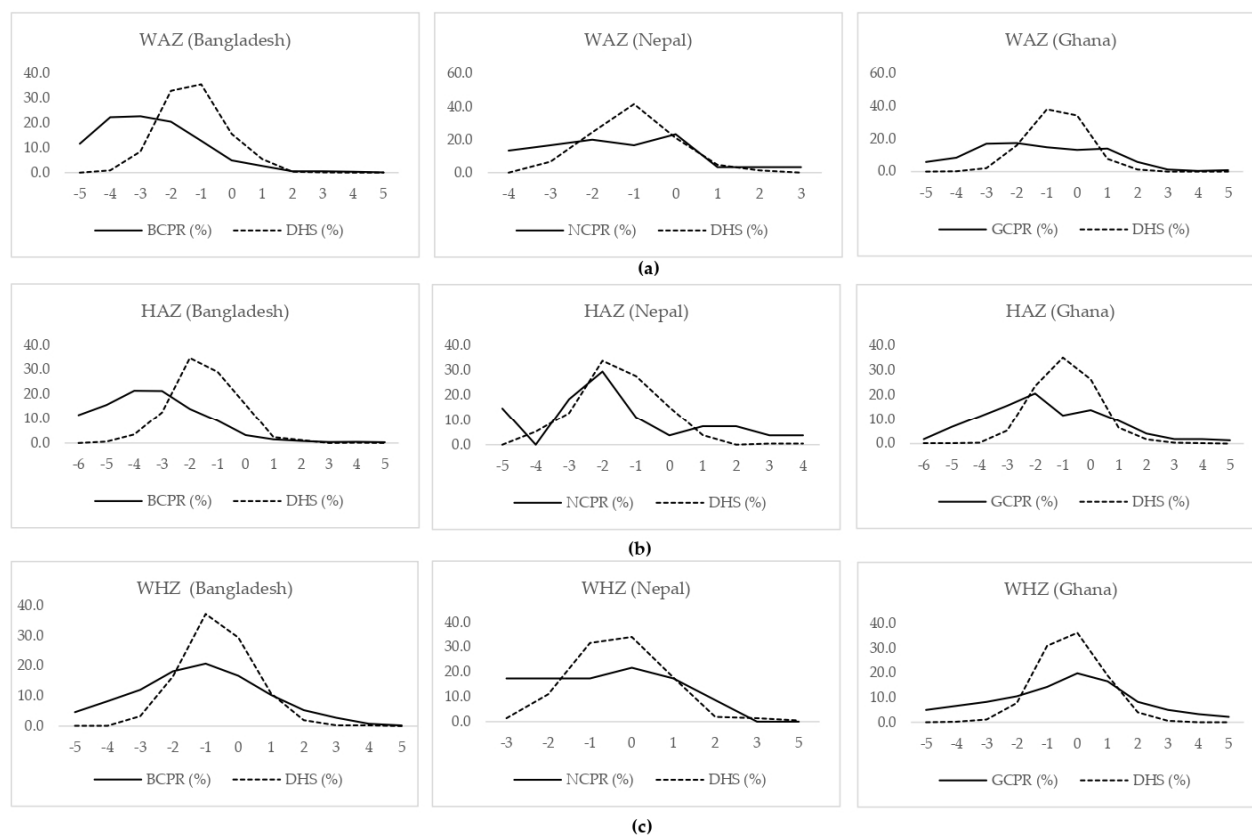 WAZ (Bangladesh)
40.0
30.0
20.0
10.0
0.0
-5 -4 -3 -2 -1 0 1 2 3 4 5
BCPR (%) DHS (%)
WAZ (Nepal)
60.0
40.0
20.0
0.0
-4 -3 -2 -1 0 1 2 3
NCPR (%) DHS (%)
WAZ (Ghana)
60.0
40.0
20.0
0.0
-5 -4 -3 -2 -1 0 1 2 3 4 5
GCPR (%) DHS (%)
(a)
HAZ (Bangladesh)
40.0
30.0
20.0
10.0
0.0
-6 -5 -4 -3 -2 -1 0 1 2 3 4 5
BCPR (%) DHS (%)
HAZ (Nepal)
40.0
30.0
20.0
10.0
0.0
-5 -4 -3 -2 -1 0 1 2 3 4
NCPR (%) DHS (%)
HAZ (Ghana)
40.0
30.0
20.0
10.0
0.0
-6 -5 -4 -3 -2 -1 0 1 2 3 4 5
GCPR (%) DHS (%)
(b)
WHZ (Bangladesh)
40.0
30.0
20.0
10.0
0.0
-5 -4 -3 -2 -1 0 1 2 3 4 5
BCPR (%) DHS (%)
WHZ (Nepal)
40.0
30.0
20.0
10.0
0.0
-3 -2 -1 0 1 2 3 5
NCPR (%) DHS (%)
WHZ (Ghana)
40.0
30.0
20.0
10.0
0.0
-5 -4 -3 -2 -1 0 1 2 3 4 5
GCPR (%) DHS (%)
(c)